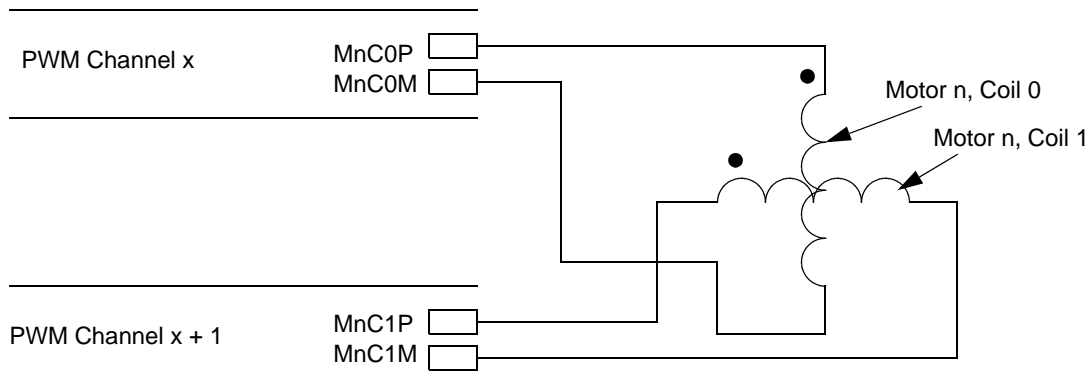 PWM Channel x
MnC0P
MnC0M
Motor n, Coil 0
Motor n, Coil 1
PWM Channel x + 1
MnC1P
MnC1M